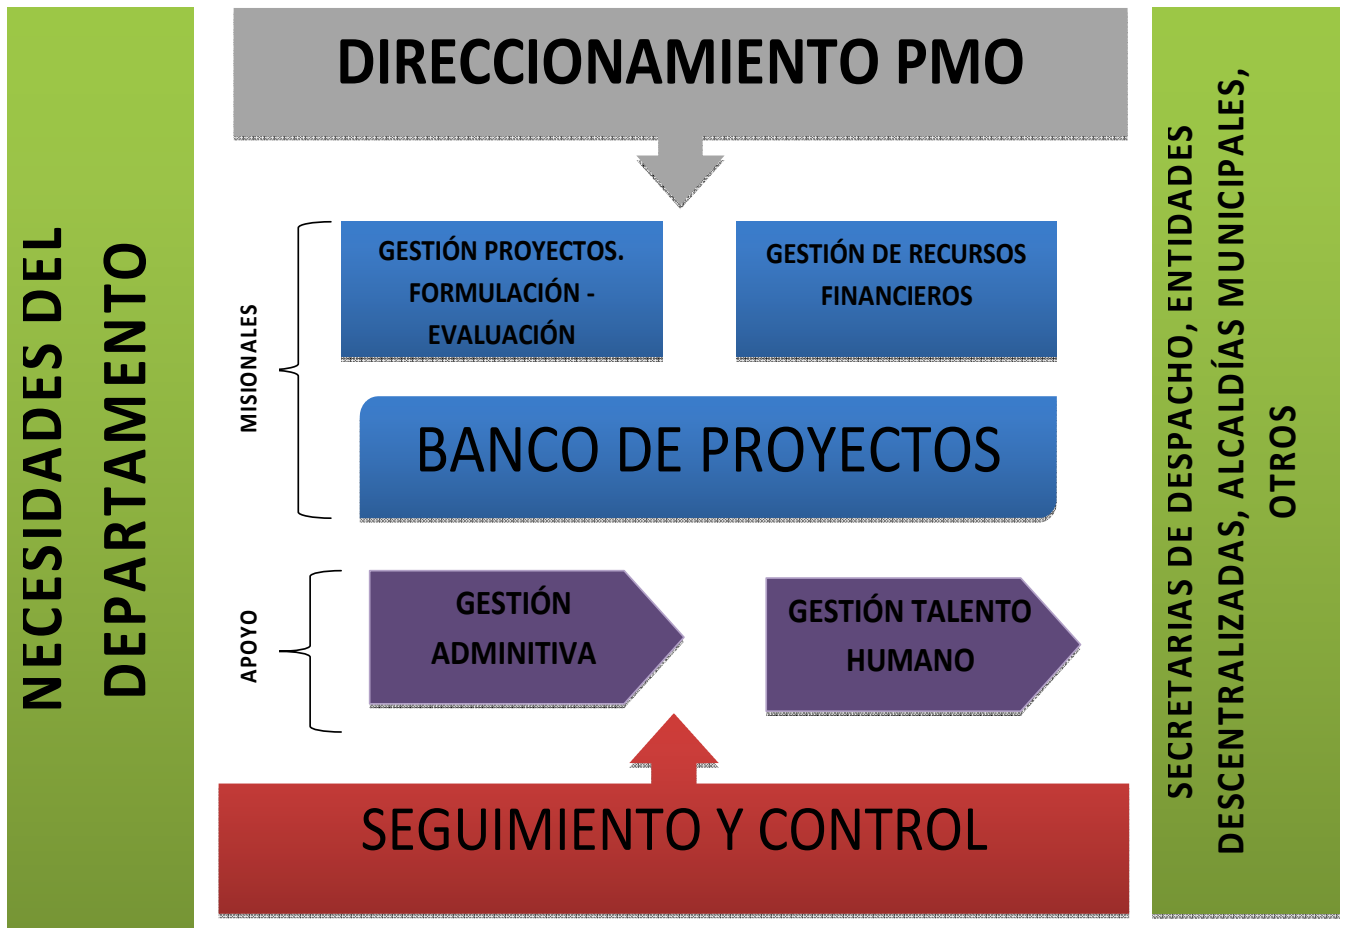 NECESIDADES DEL
DEPARTAMENTO
DIRECCIONAMIENTO PMO
MISIONALES
GESTIÓN PROYECTOS.
FORMULACIÓN -
EVALUACIÓN
GESTIÓN DE RECURSOS
FINANCIEROS
BANCO DE PROYECTOS
APOYO
GESTIÓN
ADMINITIVA
GESTIÓN TALENTO
HUMANO
SEGUIMIENTO Y CONTROL
SECRETARIAS DE DESPACHO, ENTIDADES
DESCENTRALIZADAS, ALCALDÍAS MUNICIPALES,
OTROS